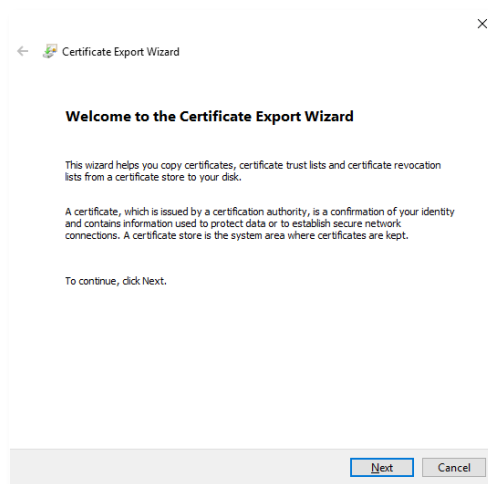 Certificate Export Wizard
Welcome to the Certificate Export Wizard
This wizard helps you copy certificates, certificate trust lists and certificate revocation
lists from a certificate store to your disk.
A certificate, which is issued by a certification authority, is a confirmation of your identity
and contains information used to protect data or to establish secure network
connections. A certificate store is the system area where certificates are kept.
To continue, click Next.
Next
Cancel